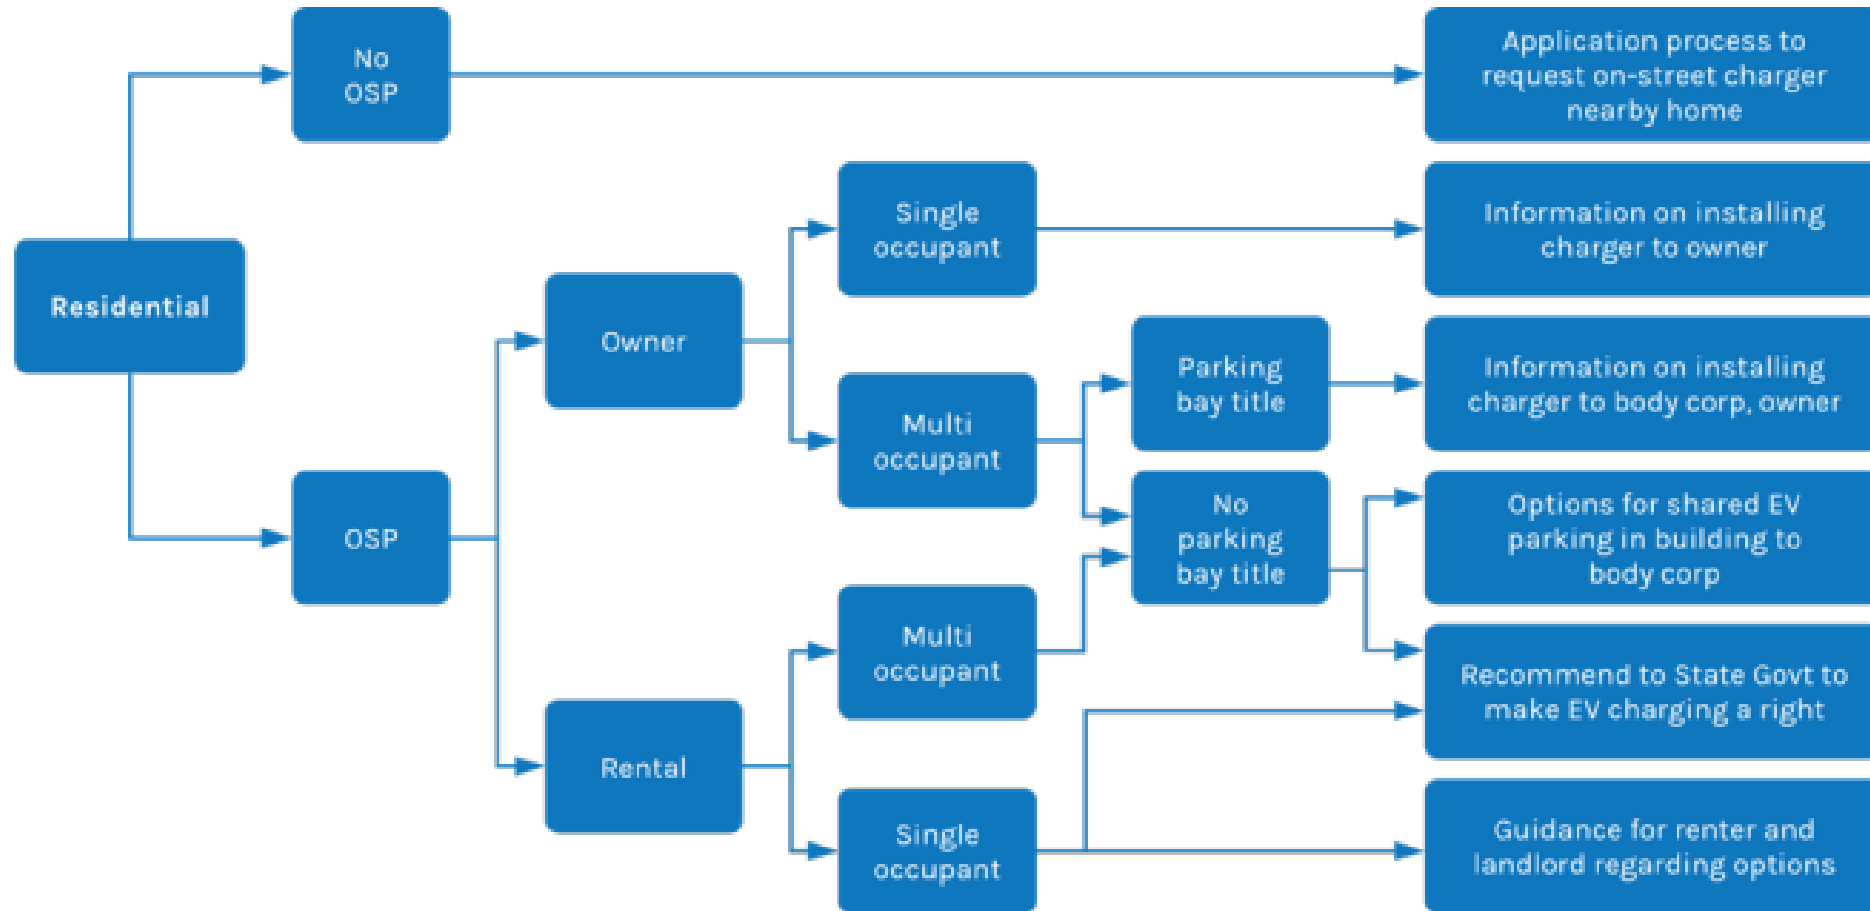 No
OSP
Application process to
request on-street charger
nearby home
Single
occupant
Information on installing
charger to owner
Residential
Owner
Parking
bay title
Information on installing
charger to body corp, owner
Multi
occupant
OSP
No
parking
bay title
Options for shared EV
parking in building to
body corp
Multi
occupant
Recommend to State Govt to
make EV charging a right
Rental
Single
occupant
Guidance for renter and
landlord regarding options